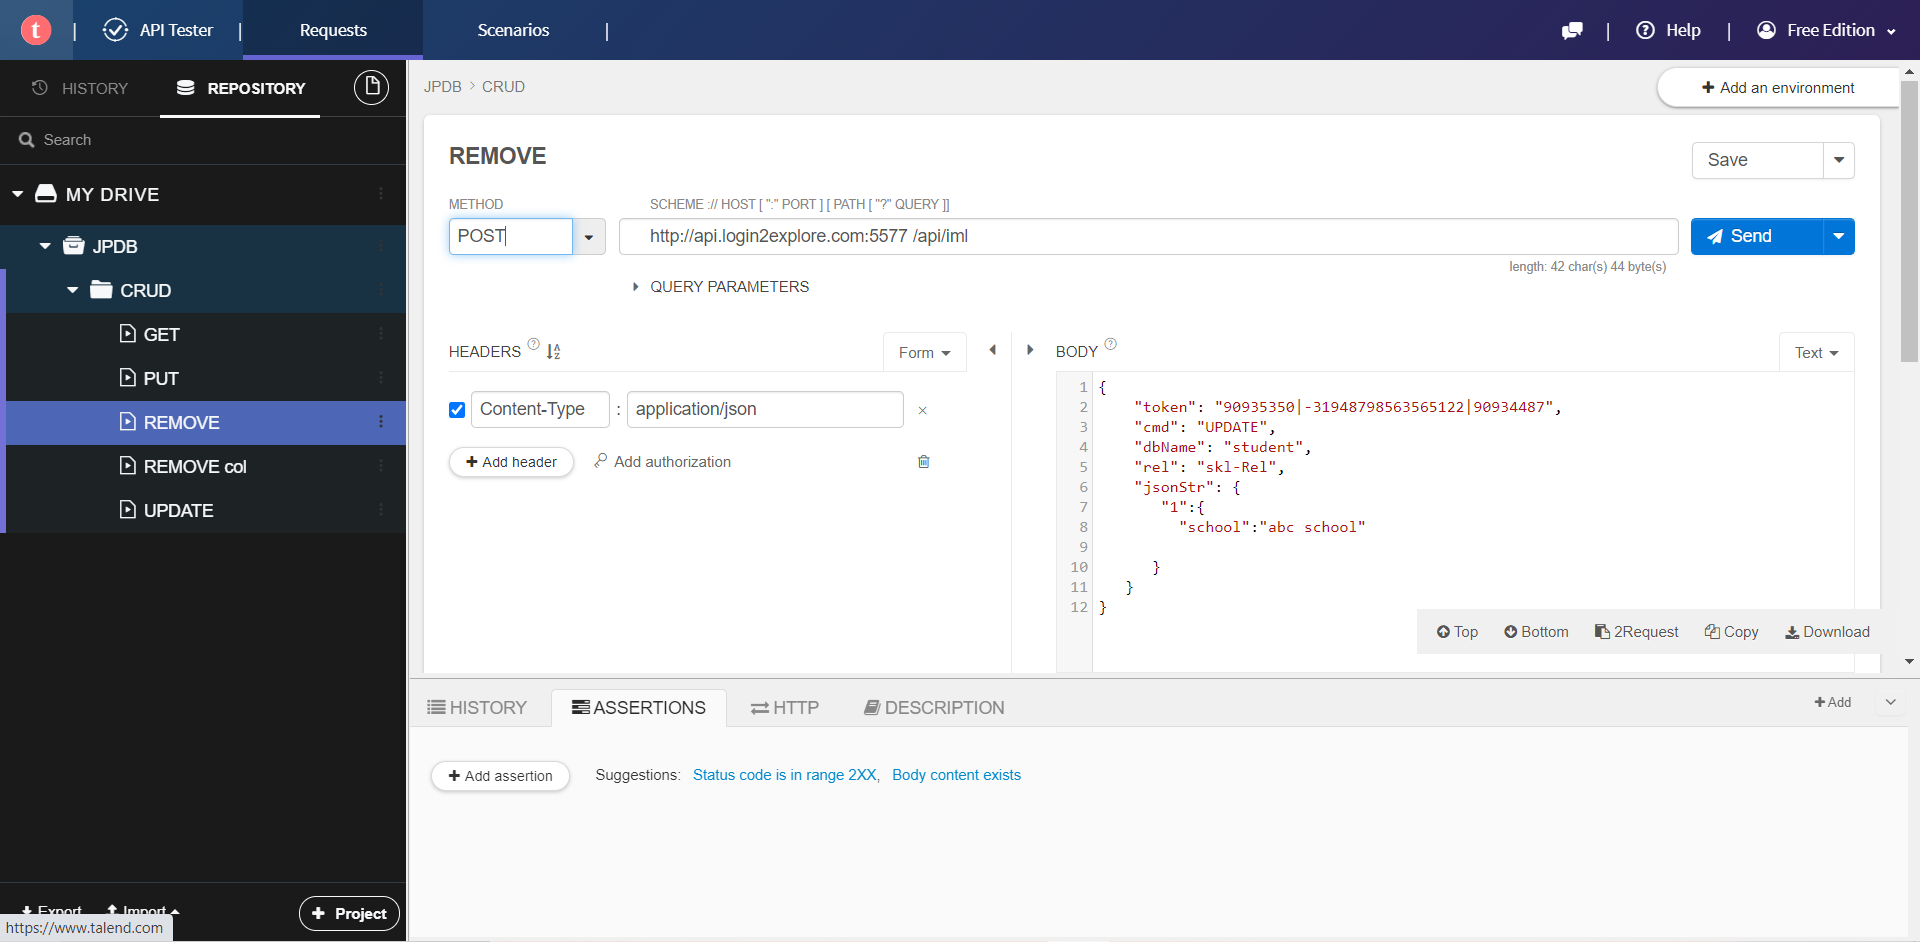 t | API Tester | Requests Scenarios | | Help | Free Edition
HISTORY REPOSITORY
Search
MY DRIVE
JPDB
CRUD
GET
PUT
REMOVE
REMOVE col
UPDATE
Export Import
+ Project
https://www.talend.com
JPDB > CRUD
+ Add an environment
REMOVE
Save
METHOD SCHEME :// HOST [ ":" PORT ] [ PATH [ "?" QUERY ]]
POST http://api.login2explore.com:5577 /api/iml Send
length: 42 char(s) 44 byte(s)
QUERY PARAMETERS
HEADERS ? Form
Content-Type : application/json ×
+ Add header Add authorization
BODY ? Text
1 {
2 "token": "90935350|-31948798563565122|90934487",
3 "cmd": "UPDATE",
4 "dbName": "student",
5 "rel": "skl-Rel",
6 "jsonStr": {
7 "1":{
8 "school":"abc school"
9
10 }
11 }
12 }
Top Bottom 2Request Copy Download
HISTORY ASSERTIONS HTTP DESCRIPTION + Add
+ Add assertion Suggestions: Status code is in range 2XX, Body content exists